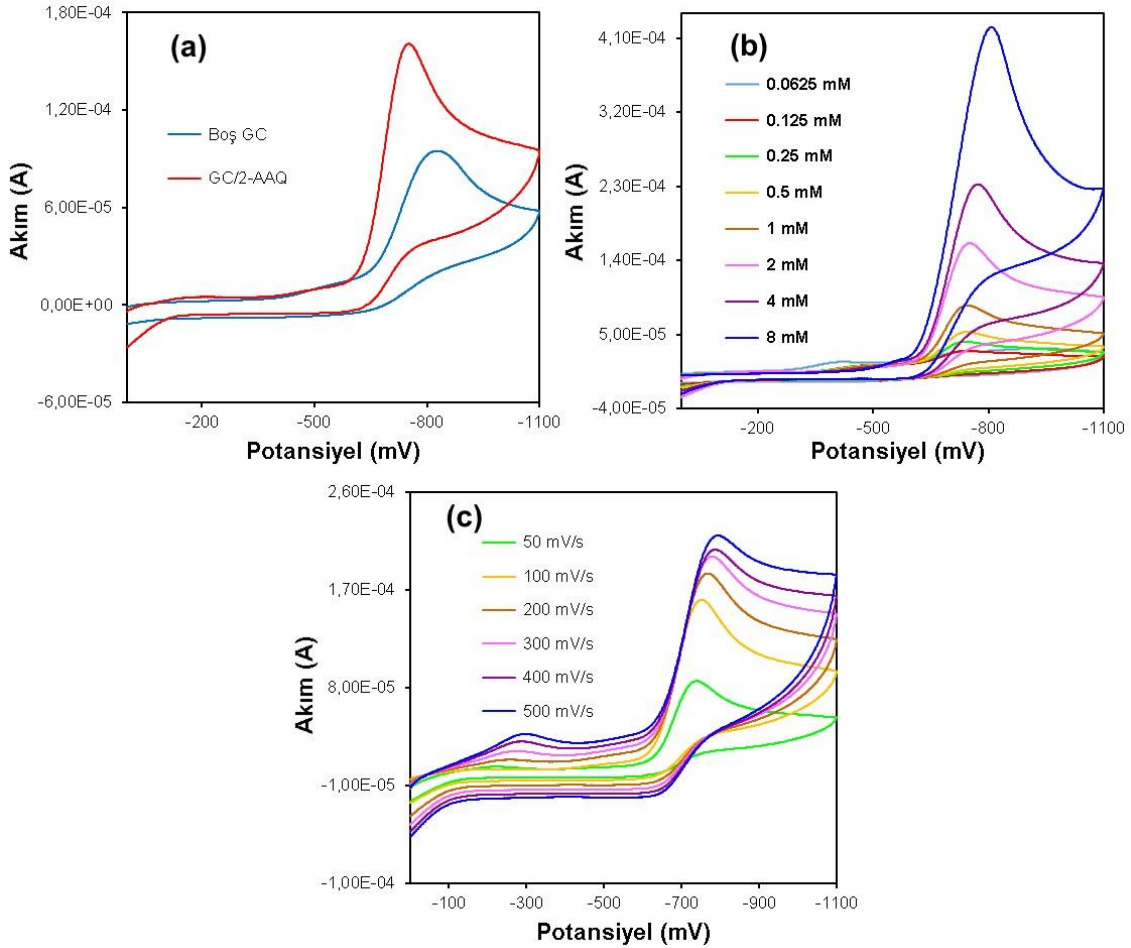 (a)
1,80E-04
1,20E-04
6,00E-05
0,00E+00
-6,00E-05
Akım (A)
Boş GC
GC/2-AAQ
-200
-500
-800
-1100
Potansiyel (mV)
(b)
4,10E-04
3,20E-04
2,30E-04
1,40E-04
5,00E-05
-4,00E-05
Akım (A)
0.0625 mM
0.125 mM
0.25 mM
0.5 mM
1 mM
2 mM
4 mM
8 mM
-200
-500
-800
-1100
Potansiyel (mV)
(c)
2,60E-04
1,70E-04
8,00E-05
-1,00E-05
-1,00E-04
Akım (A)
50 mV/s
100 mV/s
200 mV/s
300 mV/s
400 mV/s
500 mV/s
-100
-300
-500
-700
-900
-1100
Potansiyel (mV)